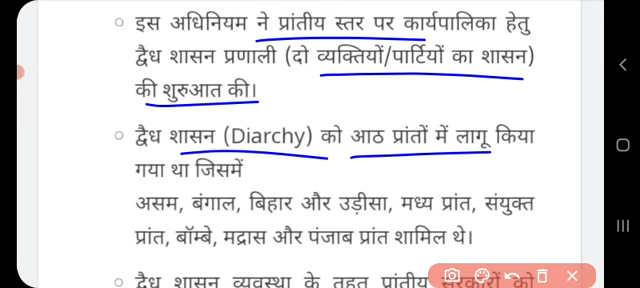 इस अधिनियम ने प्रांतीय स्तर पर कार्यपालिका हेतु
द्वैध शासन प्रणाली (दो व्यक्तियों/पार्टियों का शासन)
की शुरुआत की।
द्वैध शासन (Diarchy) को आठ प्रांतों में लागू किया
गया था जिसमें
असम, बंगाल, बिहार और उड़ीसा, मध्य प्रांत, संयुक्त
प्रांत, बॉम्बे, मद्रास और पंजाब प्रांत शामिल थे।
द्वैध शासन व्यवस्था के तहत प्रांतीय सरकारों को